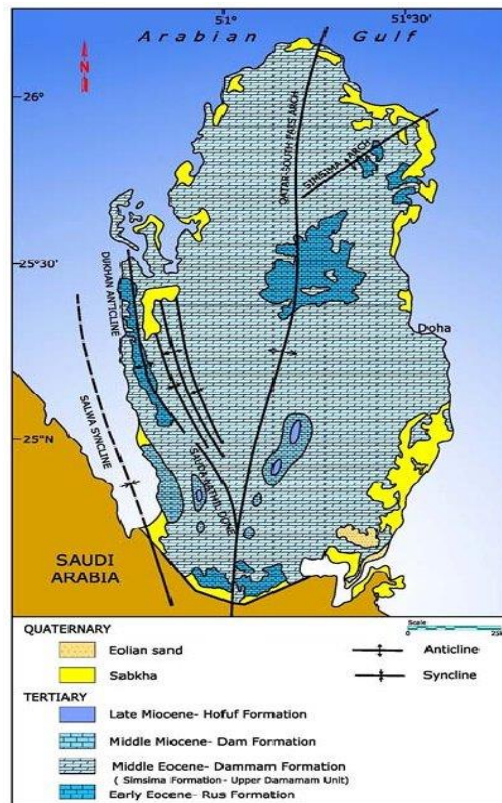 51°
51°30'
Arabian Gulf
N
26°
QATAR-SOUTH FARS ARCH
SIMSIMA ARCH
25°30'
DUKHAN ANTICLINE
Doha
SALWA SYNCLINE
25°N
SAUDI
ARABIA
Scale
0
QUATERNARY
Eolian sand
Anticline
Sabkha
Syncline
TERTIARY
Late Miocene- Hofuf Formation
Middle Miocene- Dam Formation
Middle Eocene- Dammam Formation
( Simsima Formation - Upper Damamam Unit)
Early Eocene- Rus Formation